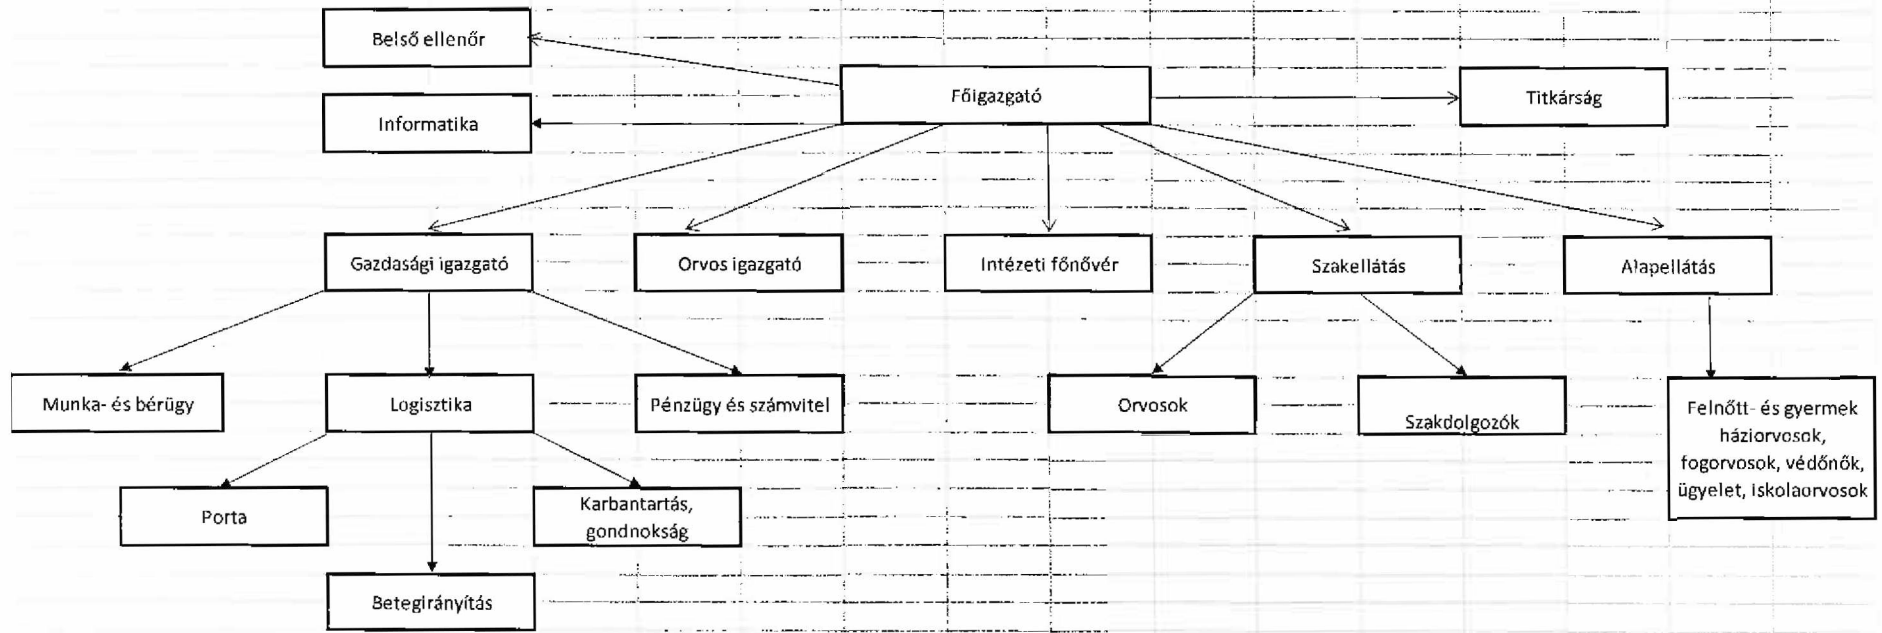 Belső ellenőr
Főigazgató
Titkárság
Informatika
Gazdasági igazgató
Orvos igazgató
Intézeti főnővér
Szakellátás
Alapellátás
Munka- és bérügy
Logisztika
Pénzügy és számvitel
Orvosok
Szakdolgozók
Felnőtt- és gyermek
háziorvosok,
fogorvosok, védőnők,
ügyelet, iskolaorvosok
Porta
Karbantartás,
gondnokság
Betegirányítás